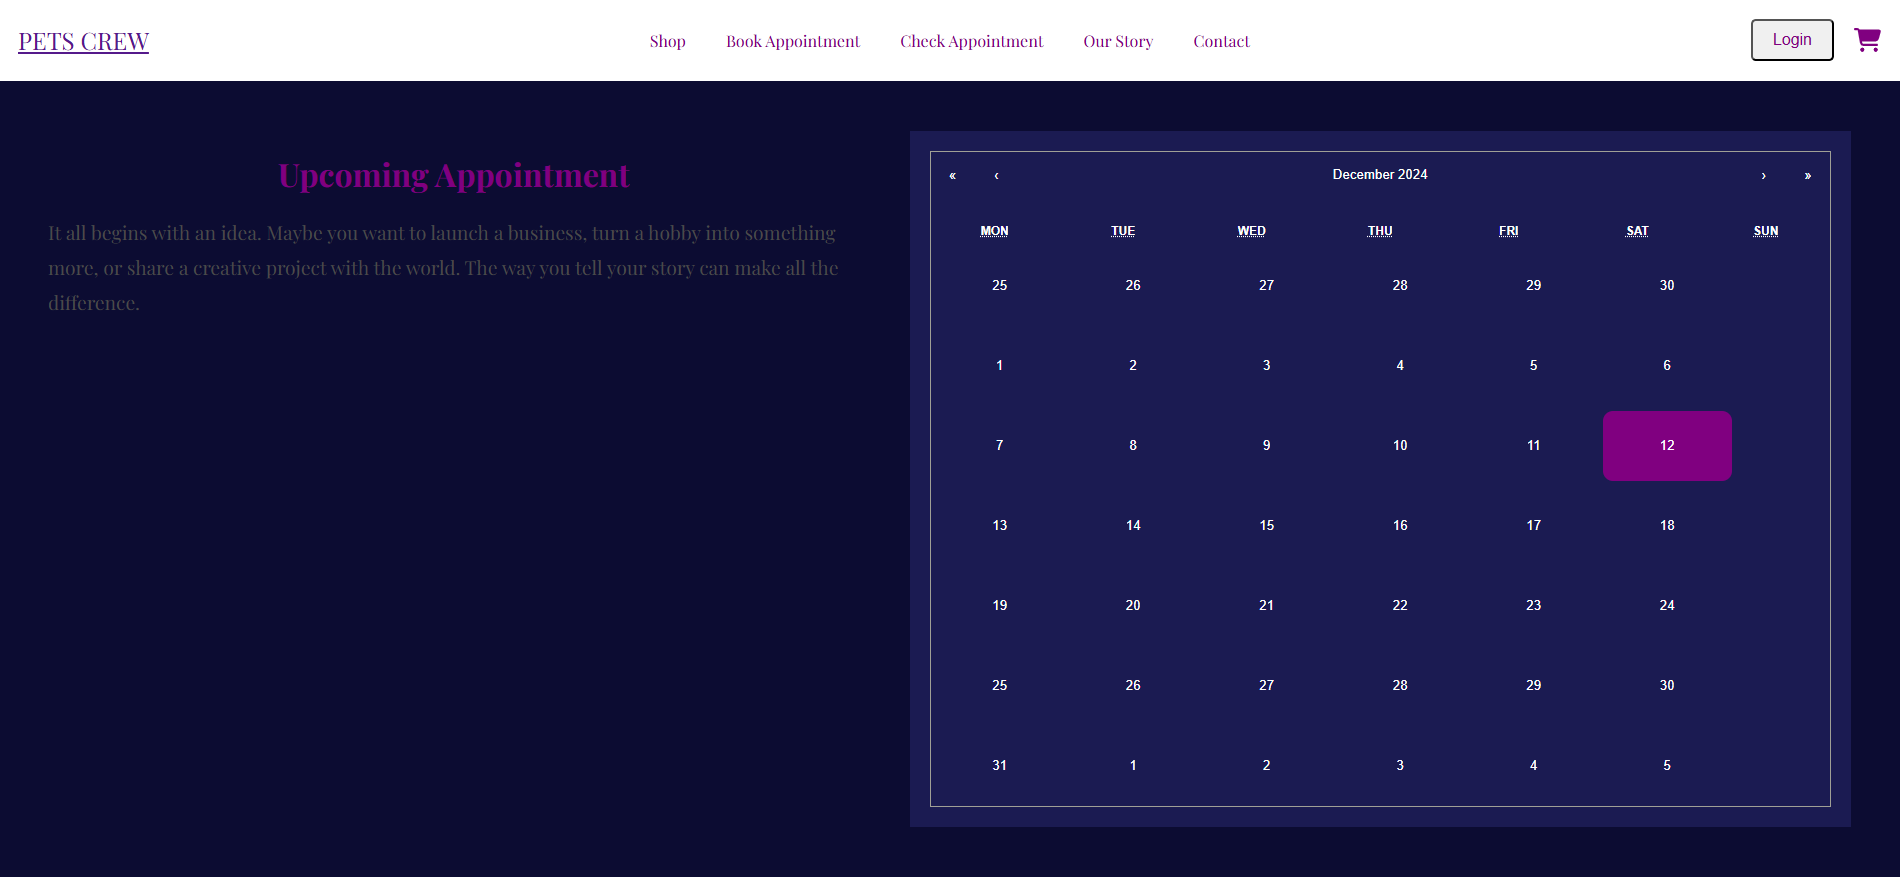 PETS CREW
Shop Book Appointment Check Appointment Our Story Contact
Login
Upcoming Appointment
It all begins with an idea. Maybe you want to launch a business, turn a hobby into something
more, or share a creative project with the world. The way you tell your story can make all the
difference.
« ‹ December 2024 › »
MON TUE WED THU FRI SAT SUN
25 26 27 28 29 30
1 2 3 4 5 6
7 8 9 10 11 12
13 14 15 16 17 18
19 20 21 22 23 24
25 26 27 28 29 30
31 1 2 3 4 5